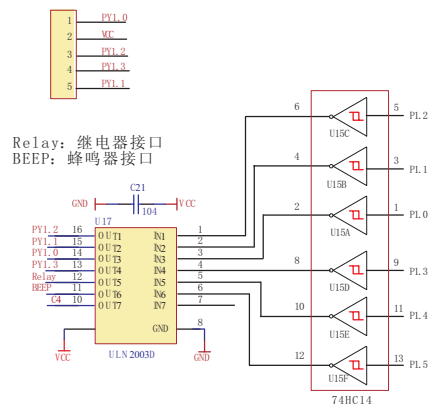 1 PY1.0
2 VCC
3 PY1.2
4 PY1.3
5 PY1.1
Relay: 继电器接口
BEEP: 蜂鸣器接口
C21
GND VCC
104
U17
PY1.2 16 OUT1 IN1 1
PY1.1 15 OUT2 IN2 2
PY1.0 14 OUT3 IN3 3
PY1.3 13 OUT4 IN4 4
Relay 12 OUT5 IN5 5
BEEP 11 OUT6 IN6 6
C4 10 OUT7 IN7 7
GND 8
VCC GND
ULN2003D
6 U15C 5 P1.2
4 U15B 3 P1.1
2 U15A 1 P1.0
8 U15D 9 P1.3
10 U15E 11 P1.4
12 U15F 13 P1.5
74HC14